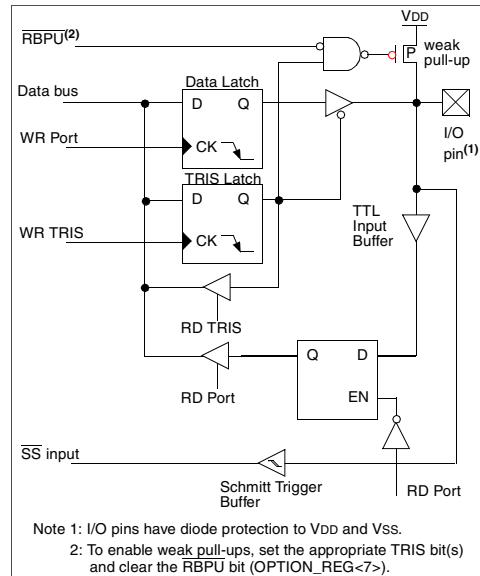 VDD
RBPU(2)
P weak
pull-up
Data Latch
Data bus
D Q
I/O
pin(1)
WR Port
CK
TRIS Latch
D Q
TTL
Input
Buffer
WR TRIS
CK
RD TRIS
Q D
RD Port
EN
SS input
Schmitt Trigger
Buffer
RD Port
Note 1: I/O pins have diode protection to VDD and VSS.
2: To enable weak pull-ups, set the appropriate TRIS bit(s)
and clear the RBPU bit (OPTION_REG<7>).